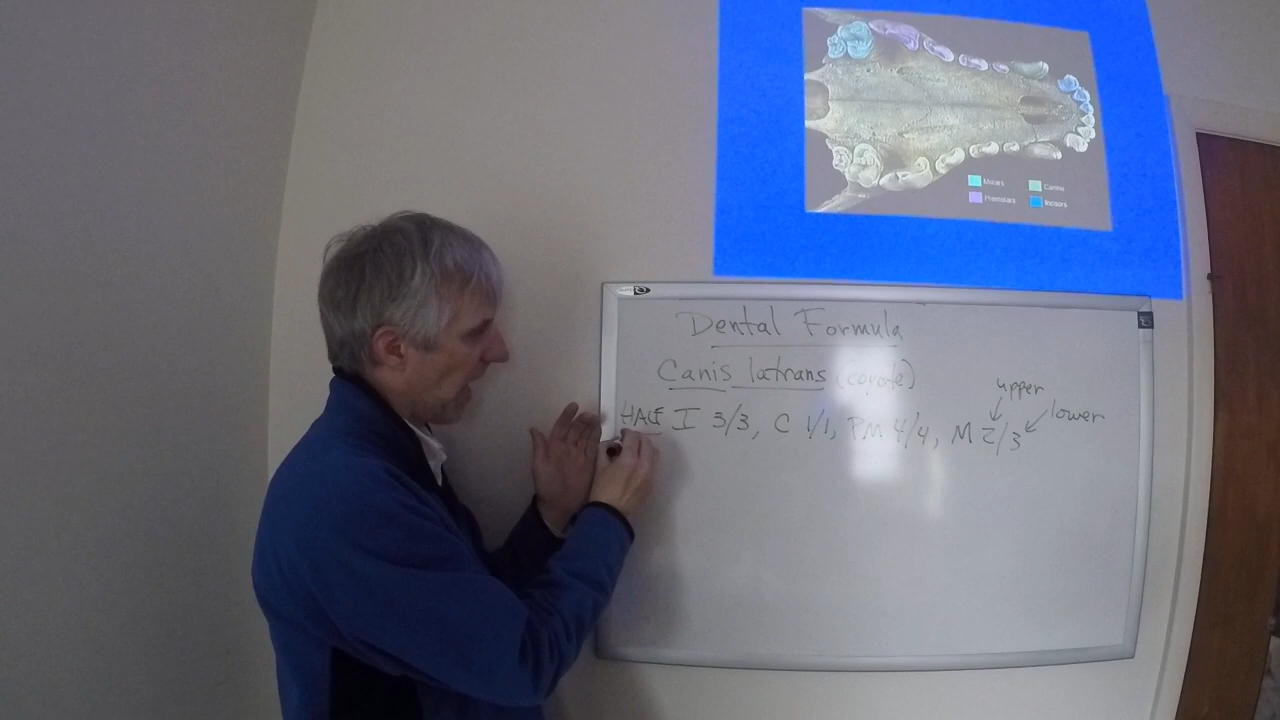 Molars Canine
Premolars Incisors
Dental Formula
Canis latrans (coyote)
upper
lower
HALF I 3/3, C 1/1, PM 4/4, M 2/3